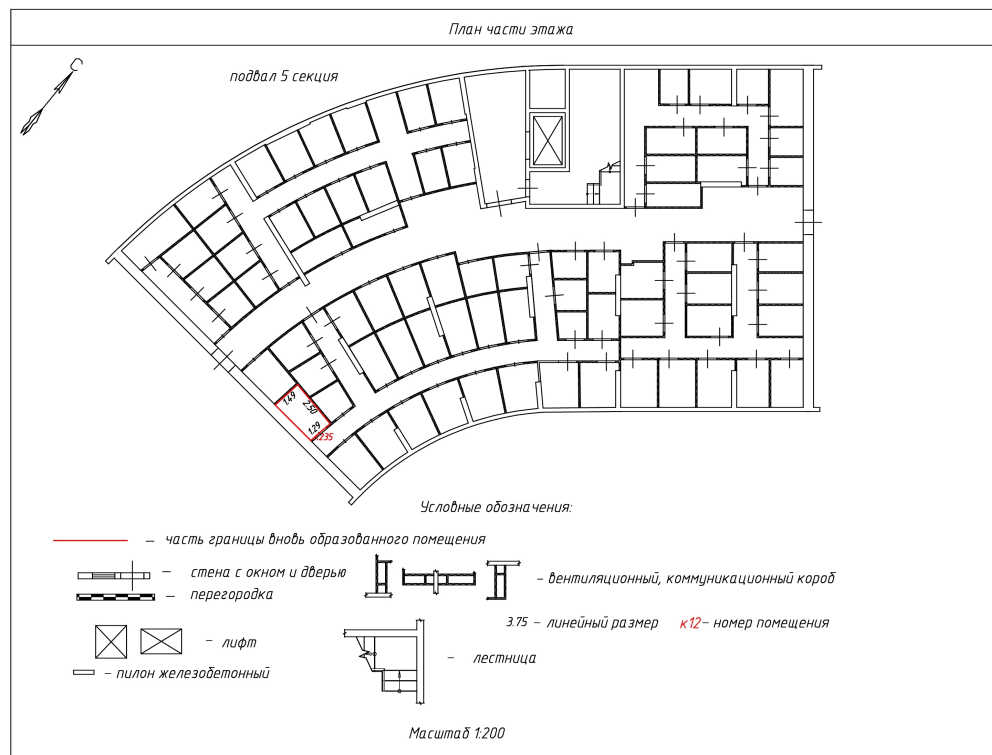 План части этажа
С
подвал 5 секция
1.49
2.50
1.29
к235
Условные обозначения:
– часть границы вновь образованного помещения
– стена с окном и дверью
– перегородка
– вентиляционный, коммуникационный короб
3.75 – линейный размер к12– номер помещения
– лифт
– лестница
– пилон железобетонный
Масштаб 1:200